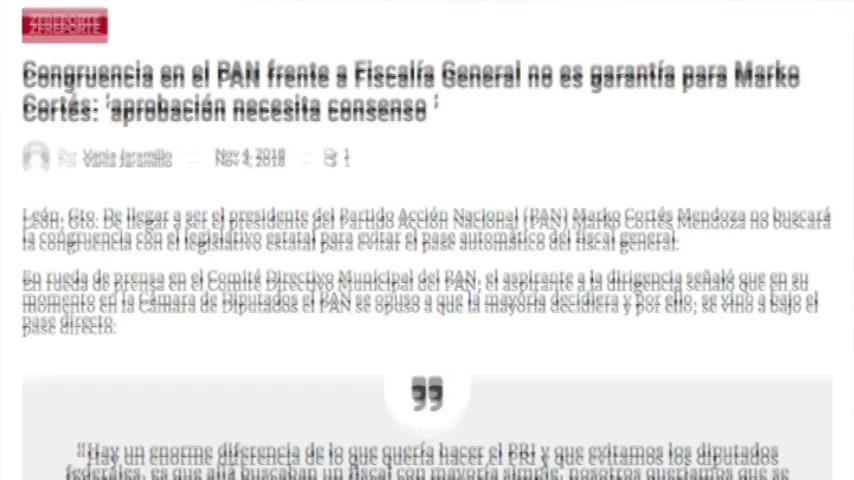 ZFREPORTE
Congruencia en el PAN frente a Fiscalía General no es garantía para Marko
Cortés: 'aprobación necesita consenso '
Por Vania Jaramillo — Nov 4, 2018 — 1
León, Gto. De llegar a ser el presidente del Partido Acción Nacional (PAN) Marko Cortés Mendoza no buscará
la congruencia con el legislativo estatal para evitar el pase automático del fiscal general.
En rueda de prensa en el Comité Directivo Municipal del PAN, el aspirante a la dirigencia señaló que en su
momento en la Cámara de Diputados el PAN se opuso a que la mayoría decidiera y por ello, se vino a bajo el
pase directo.
"Hay un enorme diferencia de lo que quería hacer el PRI y que evitamos los diputados
federales, es que allá buscaban un fiscal con mayoría simple, nosotros queríamos que se